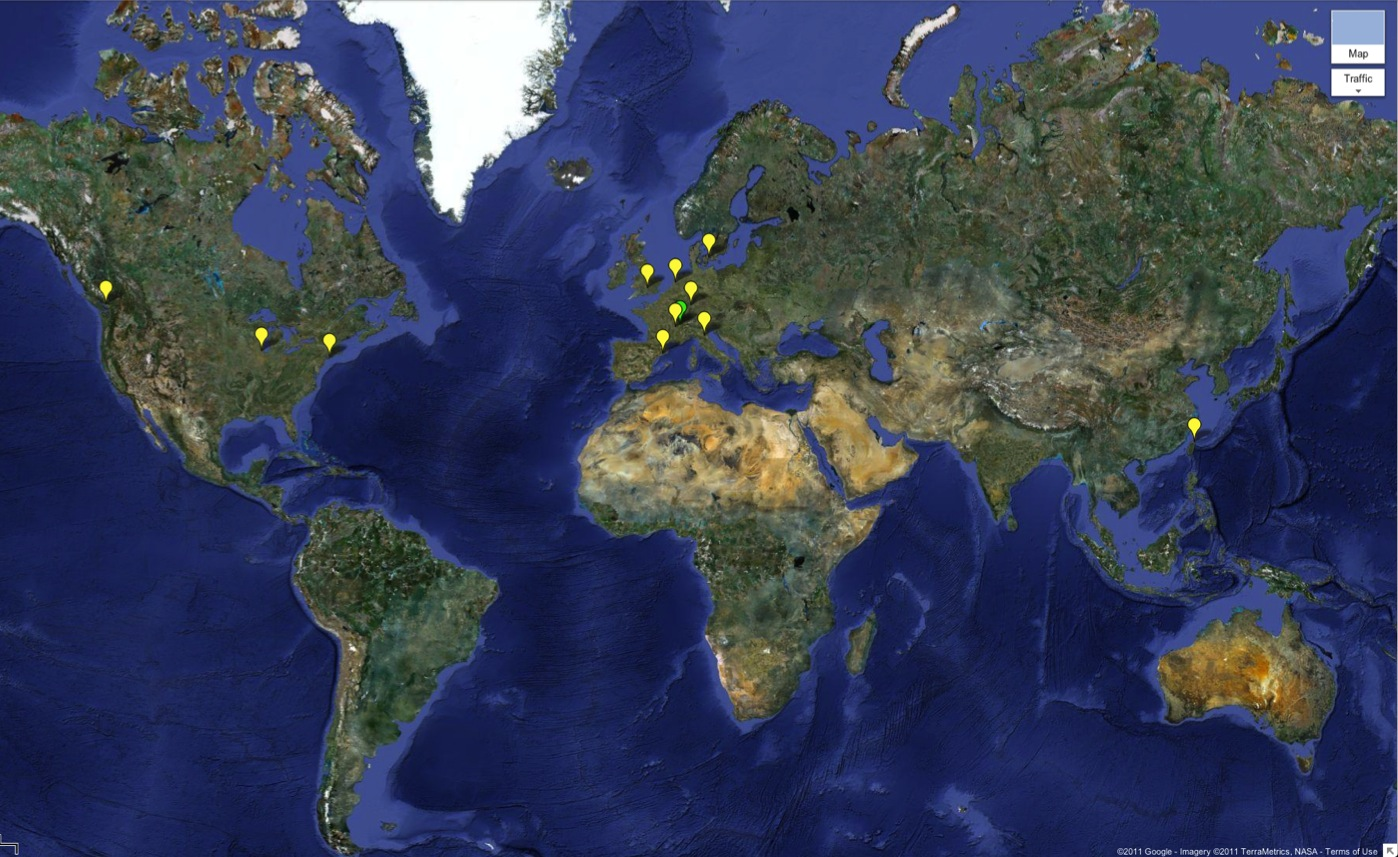 Map
Traffic
©2011 Google - Imagery ©2011 TerraMetrics, NASA - Terms of Use